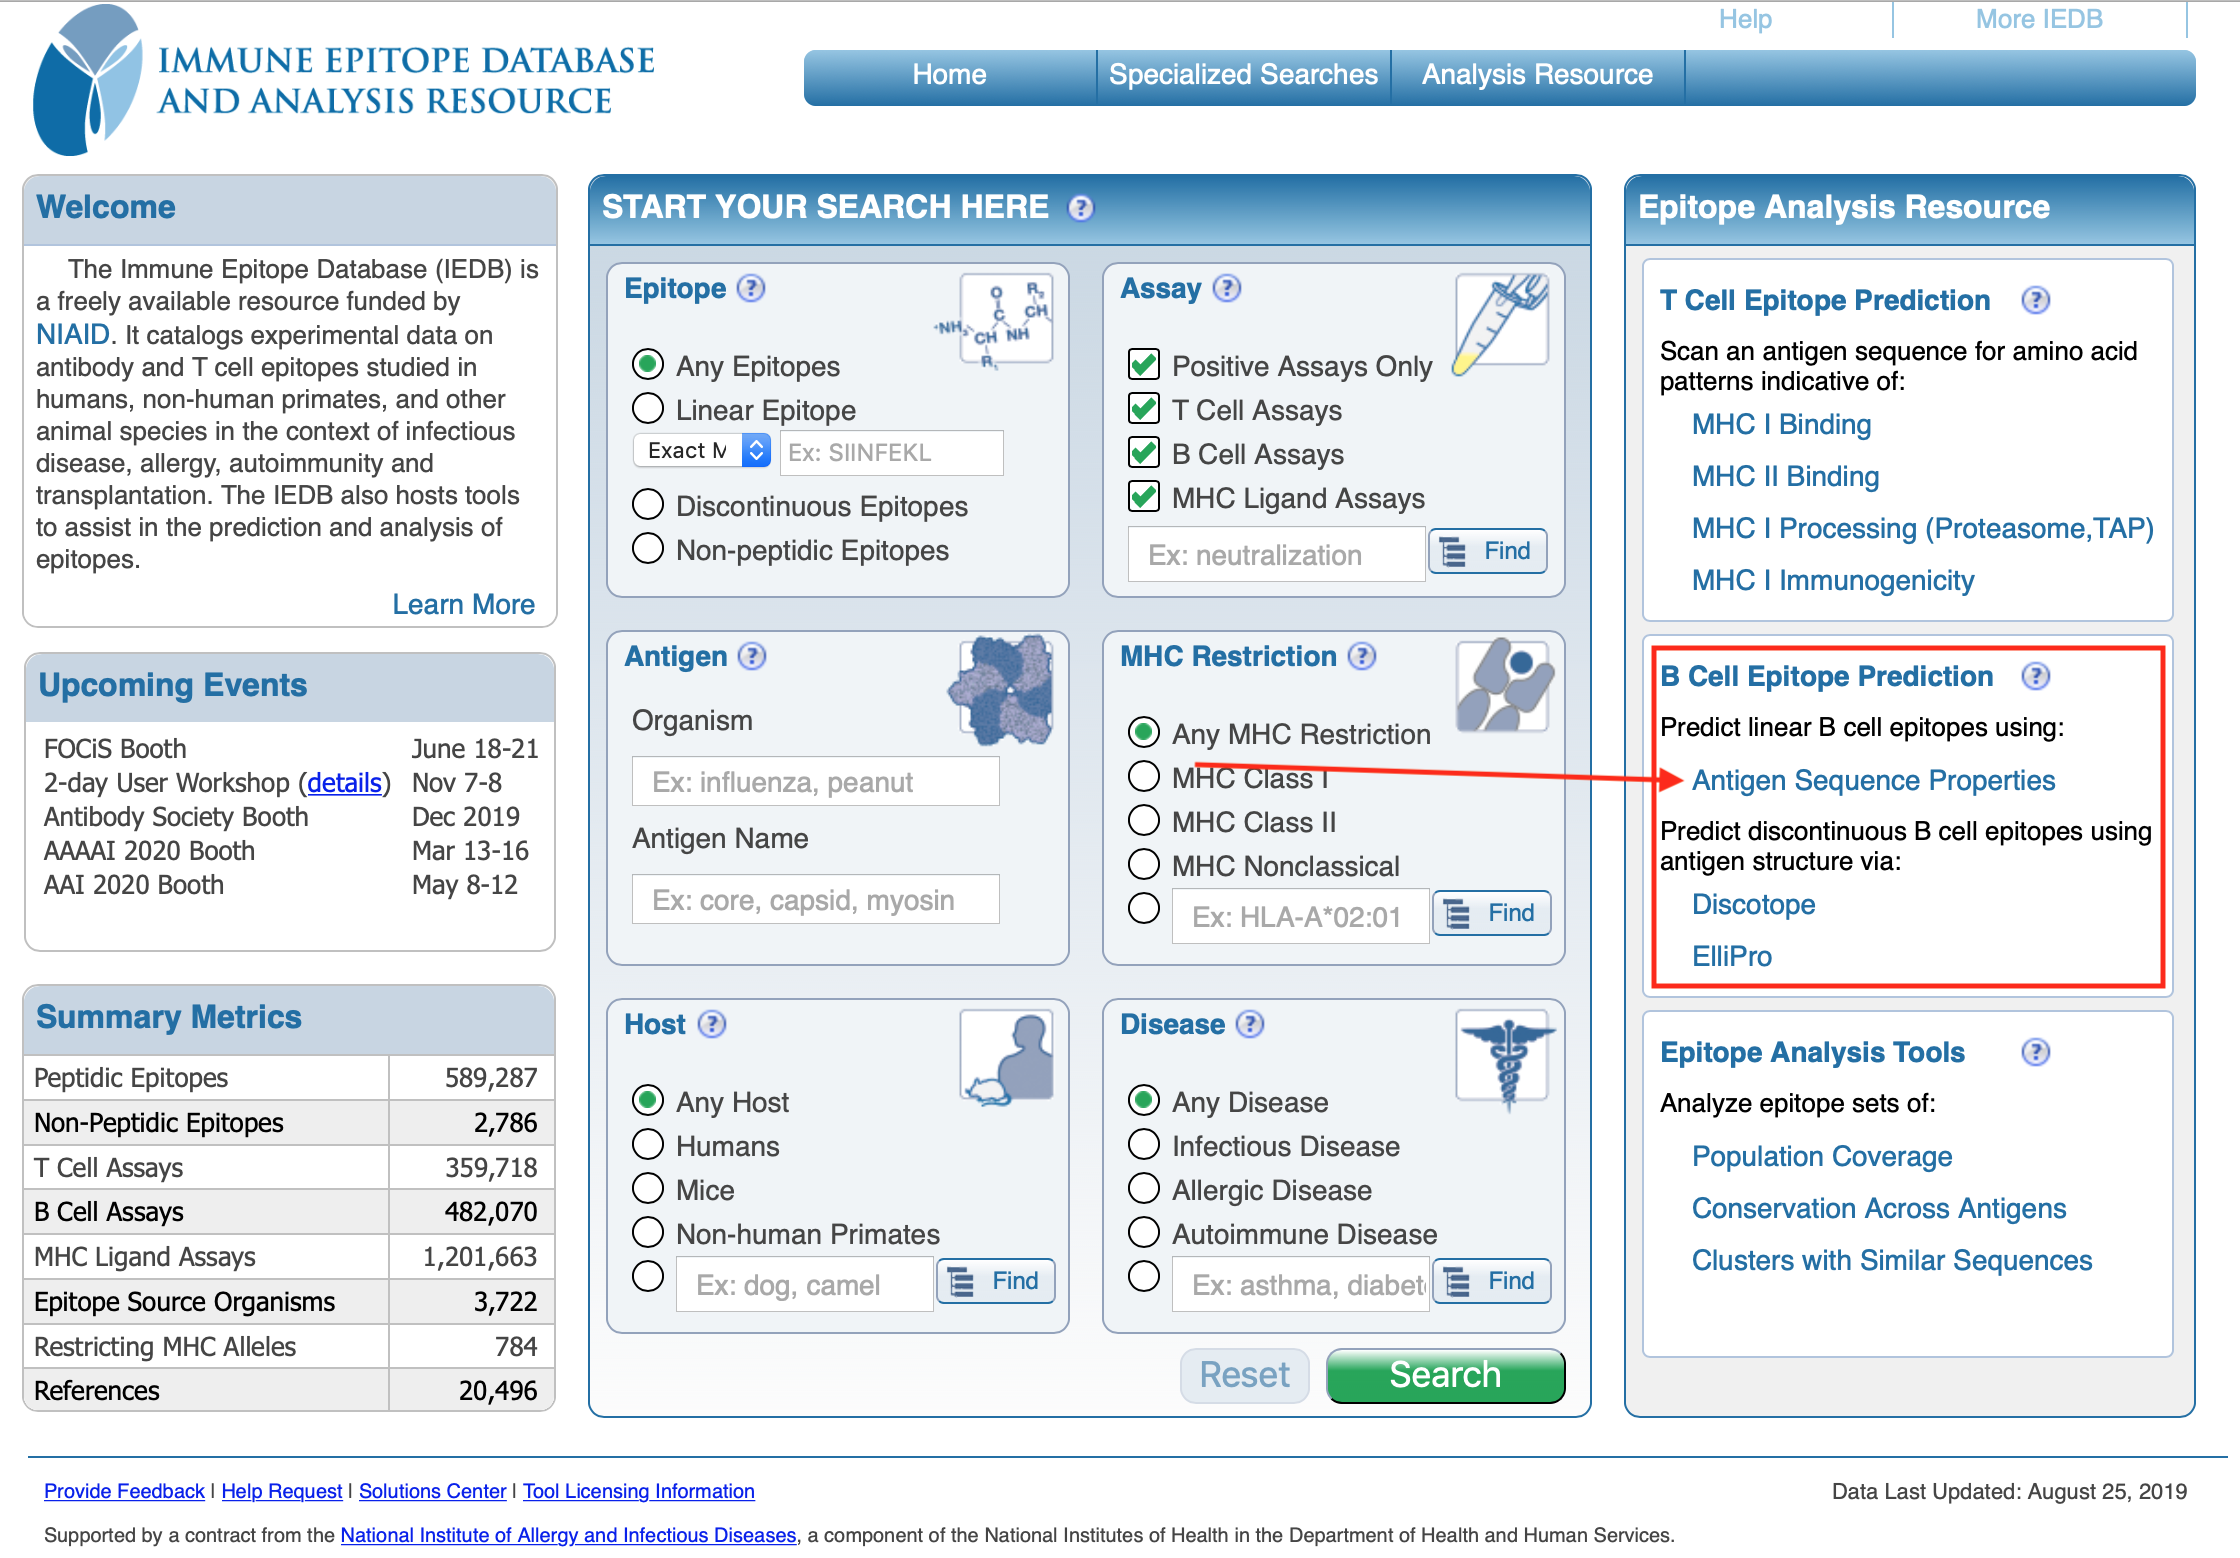 Help
More IEDB
IMMUNE EPITOPE DATABASE
AND ANALYSIS RESOURCE
Home
Specialized Searches
Analysis Resource
Welcome
The Immune Epitope Database (IEDB) is
a freely available resource funded by
NIAID. It catalogs experimental data on
antibody and T cell epitopes studied in
humans, non-human primates, and other
animal species in the context of infectious
disease, allergy, autoimmunity and
transplantation. The IEDB also hosts tools
to assist in the prediction and analysis of
epitopes.
Learn More
Upcoming Events
FOCiS Booth June 18-21
2-day User Workshop (details) Nov 7-8
Antibody Society Booth Dec 2019
AAAAI 2020 Booth Mar 13-16
AAI 2020 Booth May 8-12
Summary Metrics
Peptidic Epitopes 589,287
Non-Peptidic Epitopes 2,786
T Cell Assays 359,718
B Cell Assays 482,070
MHC Ligand Assays 1,201,663
Epitope Source Organisms 3,722
Restricting MHC Alleles 784
References 20,496
START YOUR SEARCH HERE ?
Epitope ?
Any Epitopes
Linear Epitope
Exact M
Ex: SIINFEKL
Discontinuous Epitopes
Non-peptidic Epitopes
Assay ?
Positive Assays Only
T Cell Assays
B Cell Assays
MHC Ligand Assays
Ex: neutralization
Find
Antigen ?
Organism
Ex: influenza, peanut
Antigen Name
Ex: core, capsid, myosin
MHC Restriction ?
Any MHC Restriction
MHC Class I
MHC Class II
MHC Nonclassical
Ex: HLA-A*02:01
Find
Host ?
Any Host
Humans
Mice
Non-human Primates
Ex: dog, camel
Find
Disease ?
Any Disease
Infectious Disease
Allergic Disease
Autoimmune Disease
Ex: asthma, diabet
Find
Reset
Search
Epitope Analysis Resource
T Cell Epitope Prediction ?
Scan an antigen sequence for amino acid
patterns indicative of:
MHC I Binding
MHC II Binding
MHC I Processing (Proteasome,TAP)
MHC I Immunogenicity
B Cell Epitope Prediction ?
Predict linear B cell epitopes using:
Antigen Sequence Properties
Predict discontinuous B cell epitopes using
antigen structure via:
Discotope
ElliPro
Epitope Analysis Tools ?
Analyze epitope sets of:
Population Coverage
Conservation Across Antigens
Clusters with Similar Sequences
Provide Feedback | Help Request | Solutions Center | Tool Licensing Information
Data Last Updated: August 25, 2019
Supported by a contract from the National Institute of Allergy and Infectious Diseases, a component of the National Institutes of Health in the Department of Health and Human Services.